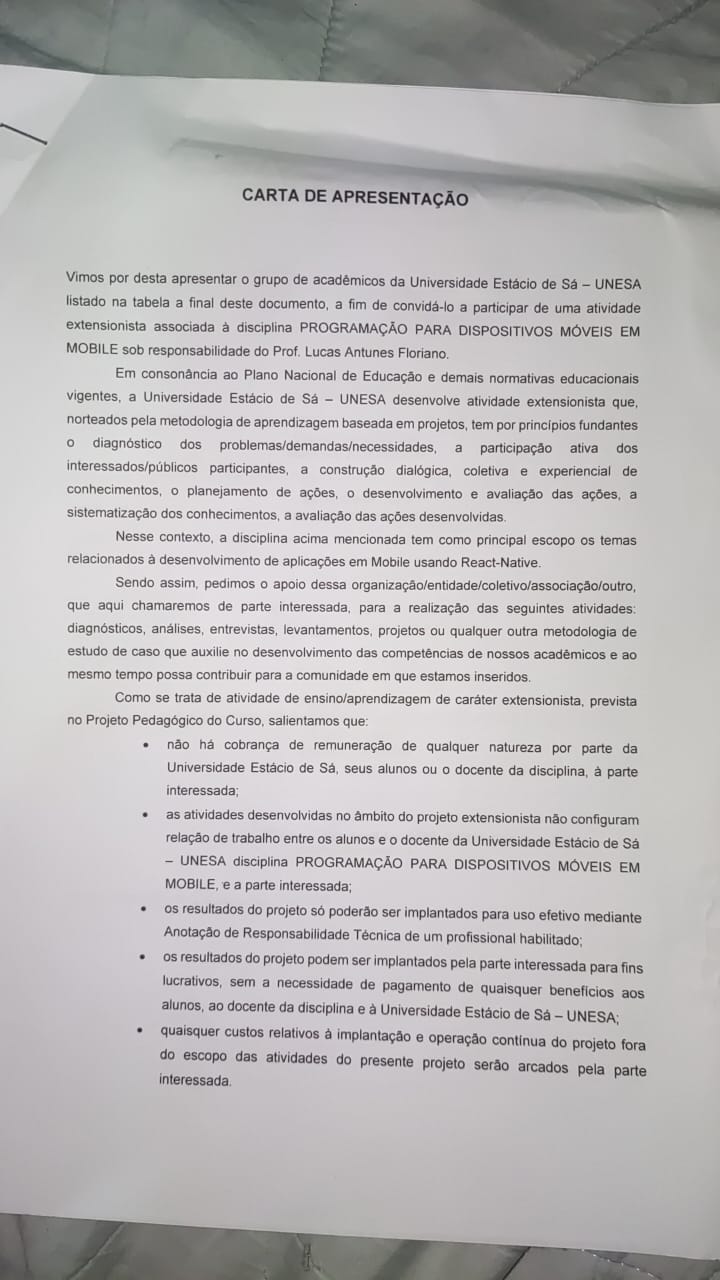 CARTA DE APRESENTAÇÃO
Vimos por desta apresentar o grupo de acadêmicos da Universidade Estácio de Sá – UNESA
listado na tabela a final deste documento, a fim de convidá-lo a participar de uma atividade
extensionista associada à disciplina PROGRAMAÇÃO PARA DISPOSITIVOS MÓVEIS EM
MOBILE sob responsabilidade do Prof. Lucas Antunes Floriano.
Em consonância ao Plano Nacional de Educação e demais normativas educacionais
vigentes, a Universidade Estácio de Sá – UNESA desenvolve atividade extensionista que,
norteados pela metodologia de aprendizagem baseada em projetos, tem por princípios fundantes
o diagnóstico dos problemas/demandas/necessidades, a participação ativa dos
interessados/públicos participantes, a construção dialógica, coletiva e experiencial de
conhecimentos, o planejamento de ações, o desenvolvimento e avaliação das ações, a
sistematização dos conhecimentos, a avaliação das ações desenvolvidas.
Nesse contexto, a disciplina acima mencionada tem como principal escopo os temas
relacionados à desenvolvimento de aplicações em Mobile usando React-Native.
Sendo assim, pedimos o apoio dessa organização/entidade/coletivo/associação/outro,
que aqui chamaremos de parte interessada, para a realização das seguintes atividades:
diagnósticos, análises, entrevistas, levantamentos, projetos ou qualquer outra metodologia de
estudo de caso que auxilie no desenvolvimento das competências de nossos acadêmicos e ao
mesmo tempo possa contribuir para a comunidade em que estamos inseridos.
Como se trata de atividade de ensino/aprendizagem de caráter extensionista, prevista
no Projeto Pedagógico do Curso, salientamos que:
• não há cobrança de remuneração de qualquer natureza por parte da
Universidade Estácio de Sá, seus alunos ou o docente da disciplina, à parte
interessada;
• as atividades desenvolvidas no âmbito do projeto extensionista não configuram
relação de trabalho entre os alunos e o docente da Universidade Estácio de Sá
– UNESA disciplina PROGRAMAÇÃO PARA DISPOSITIVOS MÓVEIS EM
MOBILE, e a parte interessada;
• os resultados do projeto só poderão ser implantados para uso efetivo mediante
Anotação de Responsabilidade Técnica de um profissional habilitado;
• os resultados do projeto podem ser implantados pela parte interessada para fins
lucrativos, sem a necessidade de pagamento de quaisquer benefícios aos
alunos, ao docente da disciplina e à Universidade Estácio de Sá – UNESA;
• quaisquer custos relativos à implantação e operação contínua do projeto fora
do escopo das atividades do presente projeto serão arcados pela parte
interessada.